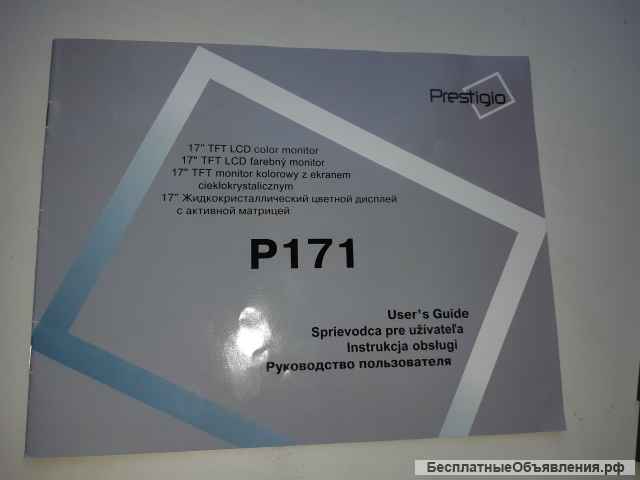 Prestigio
17" TFT LCD color monitor
17" TFT LCD farebný monitor
17" TFT monitor kolorowy z ekranem
ciekłokrystalicznym
17" Жидкокристаллический цветной дисплей
с активной матрицей
P171
User's Guide
Sprievodca pre užívateľa
Instrukcja obsługi
Руководство пользователя
БесплатныеОбъявления.рф